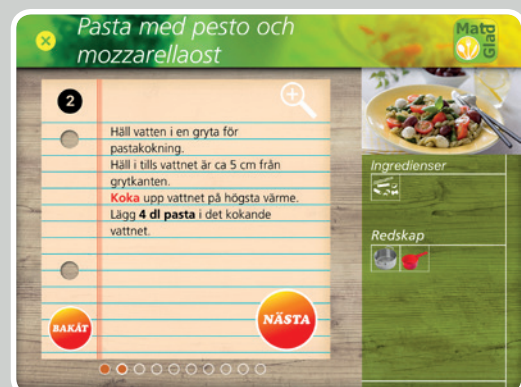 Pasta med pesto och
mozzarellaost
Mat
Glad
2
Häll vatten i en gryta för
pastakokning.
Häll i tills vattnet är ca 5 cm från
grytkanten.
Koka upp vattnet på högsta värme.
Lägg 4 dl pasta i det kokande
vattnet.
BAKÅT
NÄSTA
Ingredienser
Redskap